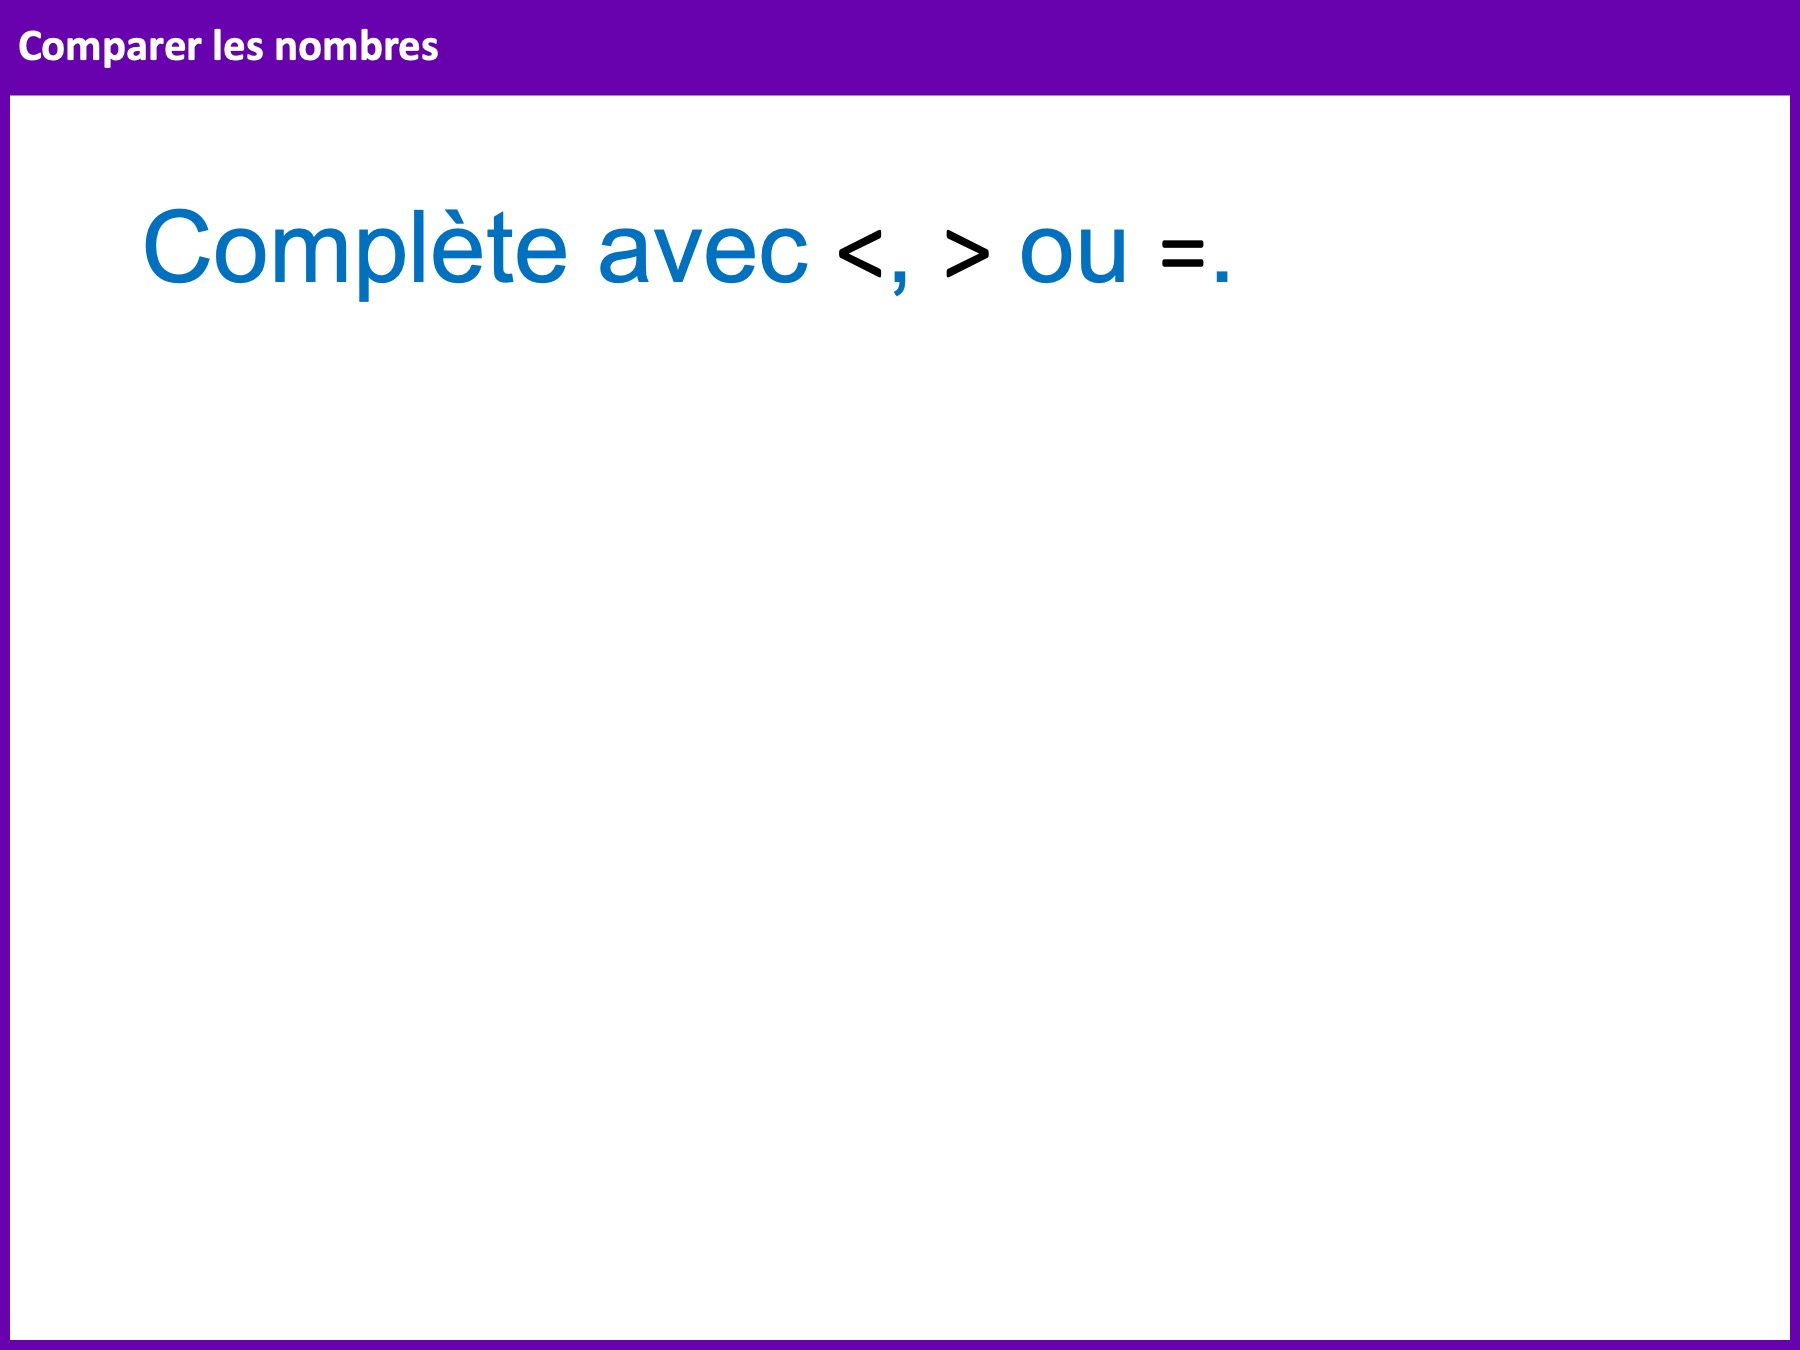 Comparer les nombres
Complète avec <, > ou =.